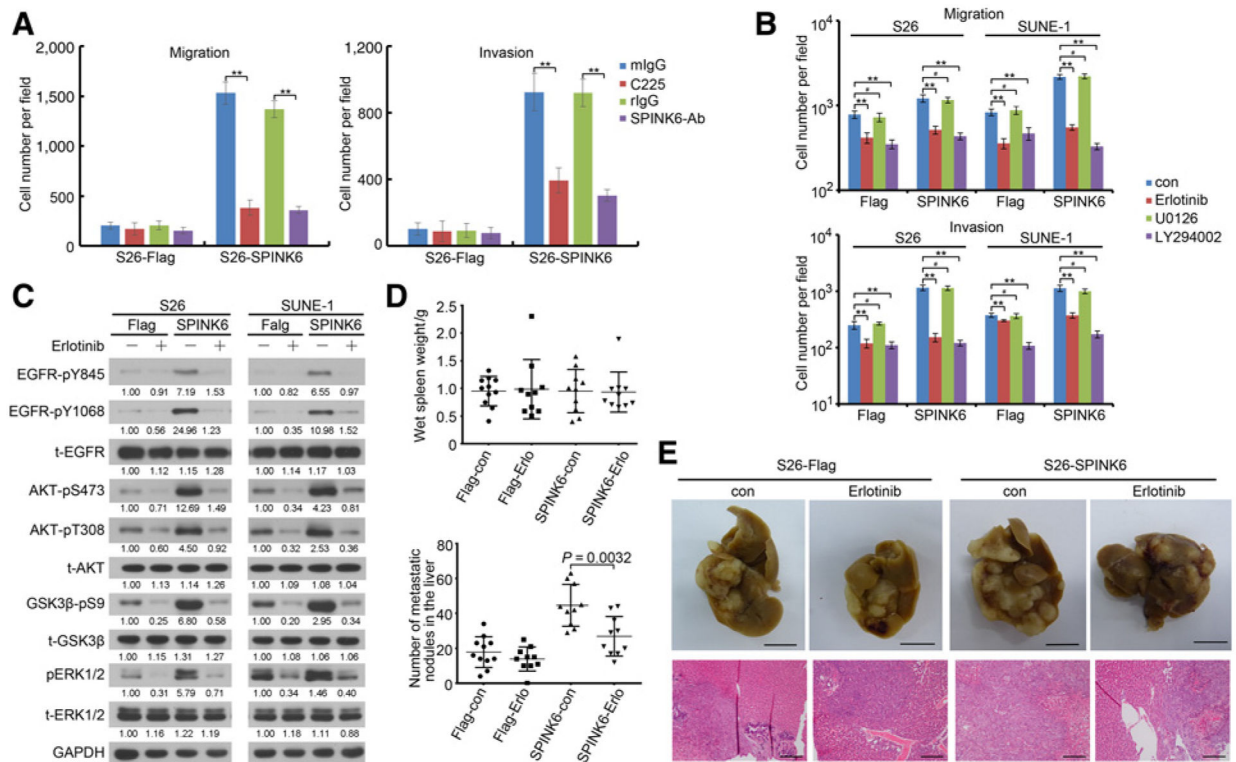 A
Migration
Cell number per field
2,000
1,500
1,000
500
0
S26-Flag
S26-SPINK6
**
**
Invasion
Cell number per field
1,200
800
400
0
S26-Flag
S26-SPINK6
**
**
mIgG
C225
rIgG
SPINK6-Ab
B
Migration
S26
SUNE-1
Cell number per field
104
103
102
** # **
** # **
** # **
** # **
Flag
SPINK6
Flag
SPINK6
Invasion
S26
SUNE-1
Cell number per field
104
103
102
101
** # **
** # **
** # **
** # **
Flag
SPINK6
Flag
SPINK6
con
Erlotinib
U0126
LY294002
C
S26 SUNE-1
Flag SPINK6 Falg SPINK6
Erlotinib − + − + − + − +
EGFR-pY845
1.00 0.91 7.19 1.53 1.00 0.82 6.55 0.97
EGFR-pY1068
1.00 0.56 24.96 1.23 1.00 0.35 10.98 1.52
t-EGFR
1.00 1.12 1.15 1.28 1.00 1.14 1.17 1.03
AKT-pS473
1.00 0.71 12.69 1.49 1.00 0.34 4.23 0.81
AKT-pT308
1.00 0.60 4.50 0.92 1.00 0.32 2.53 0.36
t-AKT
1.00 1.13 1.14 1.26 1.00 1.09 1.08 1.04
GSK3β-pS9
1.00 0.25 6.80 0.58 1.00 0.20 2.95 0.34
t-GSK3β
1.00 1.15 1.31 1.27 1.00 1.08 1.06 1.06
pERK1/2
1.00 0.31 5.79 0.71 1.00 0.34 1.46 0.40
t-ERK1/2
1.00 1.16 1.22 1.19 1.00 1.18 1.11 0.88
GAPDH
D
Wet spleen weight/g
2.5
2.0
1.5
1.0
0.5
0.0
Flag-con
Flag-Erlo
SPINK6-con
SPINK6-Erlo
Number of metastatic
nodules in the liver
80
60
40
20
0
P = 0.0032
Flag-con
Flag-Erlo
SPINK6-con
SPINK6-Erlo
E
S26-Flag S26-SPINK6
con Erlotinib con Erlotinib